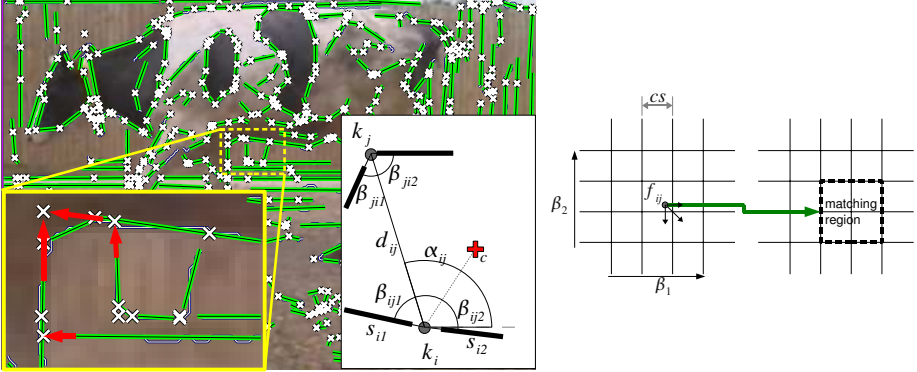 k_j
β_ji1
β_ji2
d_ij
α_ij
c
β_ij1
β_ij2
s_i1
s_i2
k_i
cs
β_2
f_ij
matching
region
β_1